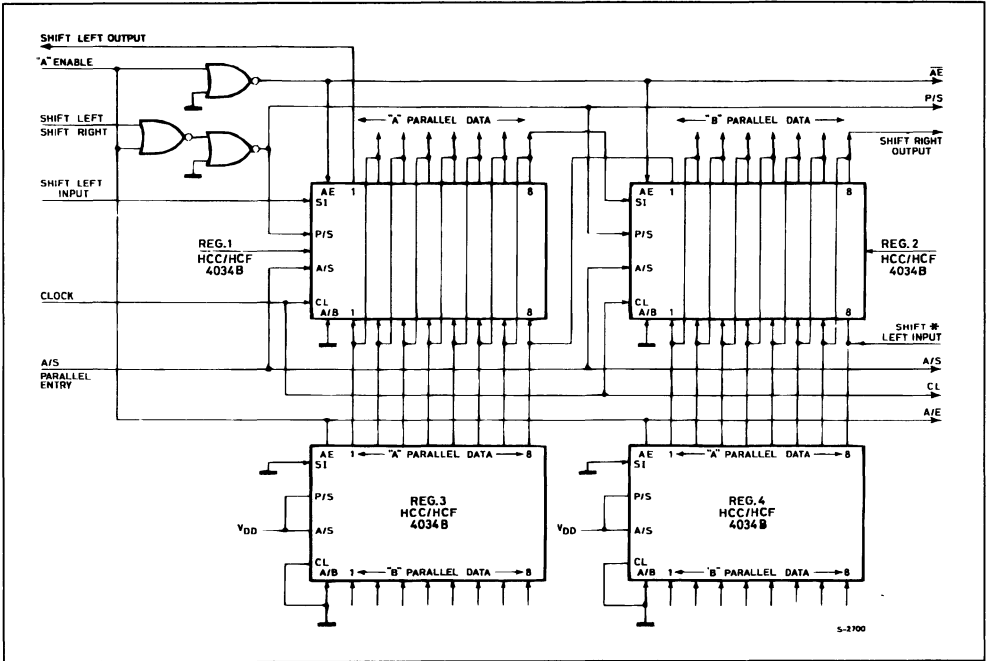 SHIFT LEFT OUTPUT
"A" ENABLE
AE
P/S
SHIFT LEFT
SHIFT RIGHT
"A" PARALLEL DATA
"B" PARALLEL DATA
SHIFT RIGHT
OUTPUT
SHIFT LEFT
INPUT
AE 1 8
SI
P/S
A/S
CL
A/B 1 8
REG.1
HCC/HCF
4034B
AE 1 8
SI
P/S
A/S
CL
A/B 1 8
REG.2
HCC/HCF
4034B
CLOCK
SHIFT *
LEFT INPUT
A/S
PARALLEL
ENTRY
A/S
CL
A/E
AE 1 "A" PARALLEL DATA 8
SI
P/S
A/S
CL
A/B 1 "B" PARALLEL DATA 8
REG.3
HCC/HCF
4034B
VDD
AE 1 "A" PARALLEL DATA 8
SI
P/S
A/S
CL
A/B 1 "B" PARALLEL DATA 8
REG.4
HCC/HCF
4034B
VDD
S-2700